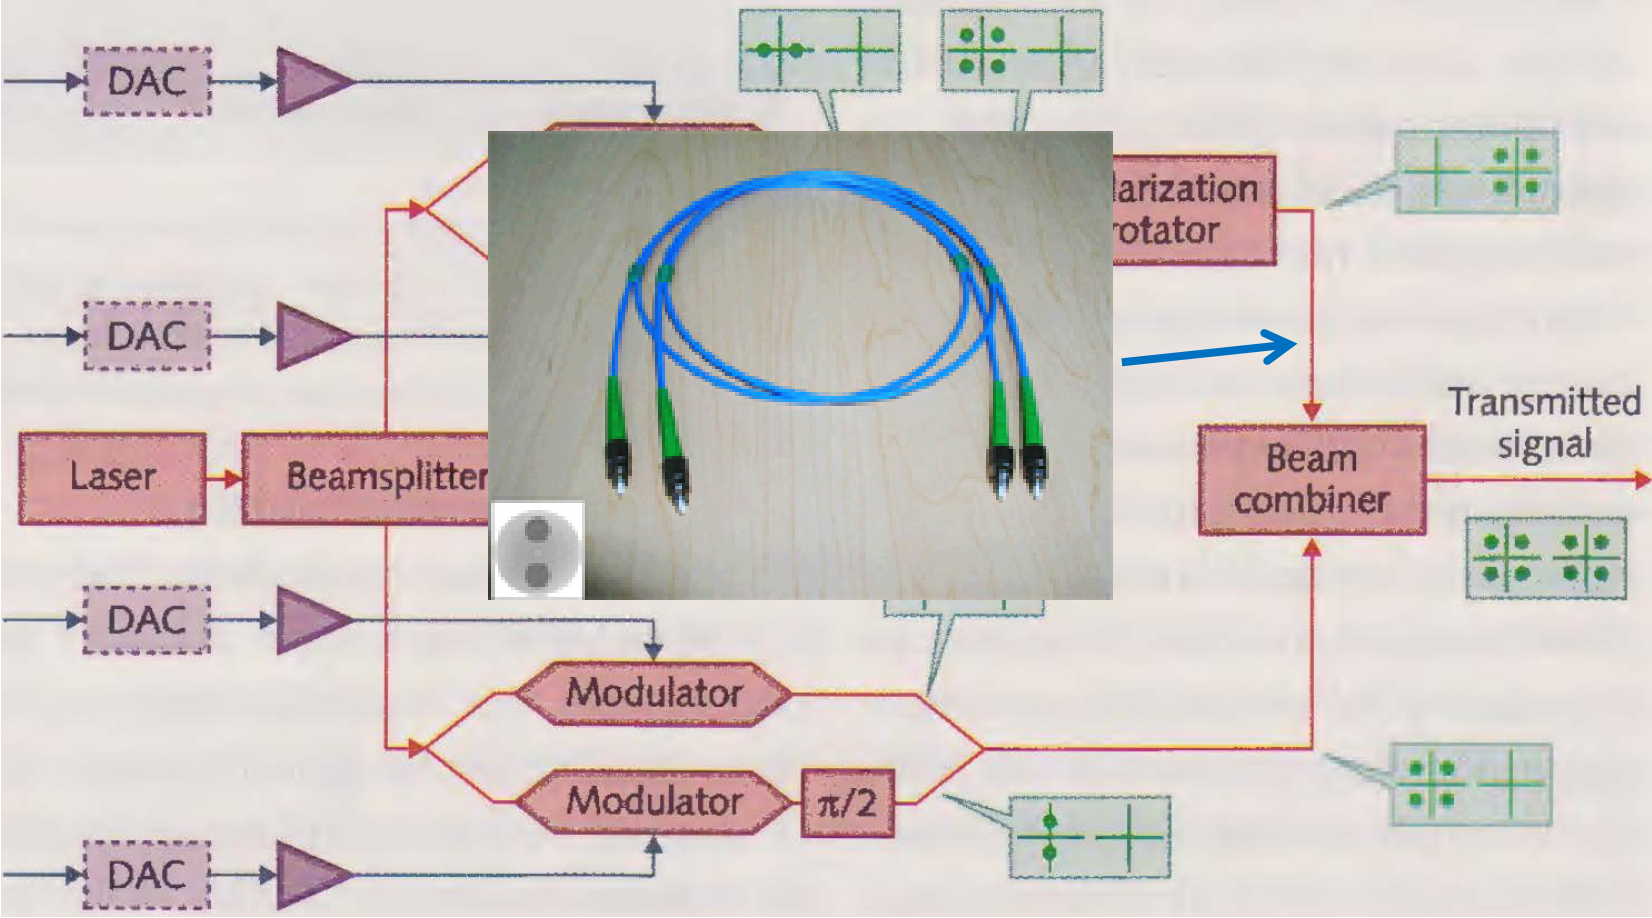 DAC
larization
rotator
DAC
Transmitted
signal
Laser
Beamsplitter
Beam
combiner
DAC
Modulator
Modulator
π/2
DAC